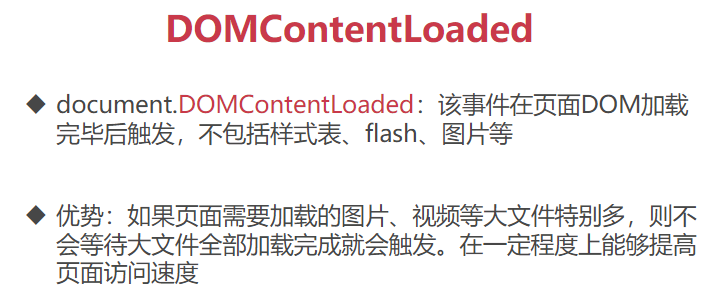 DOMContentLoaded
◆ document.DOMContentLoaded：该事件在页面DOM加载
完毕后触发，不包括样式表、flash、图片等
◆ 优势：如果页面需要加载的图片、视频等大文件特别多，则不
会等待大文件全部加载完成就会触发。在一定程度上能够提高
页面访问速度